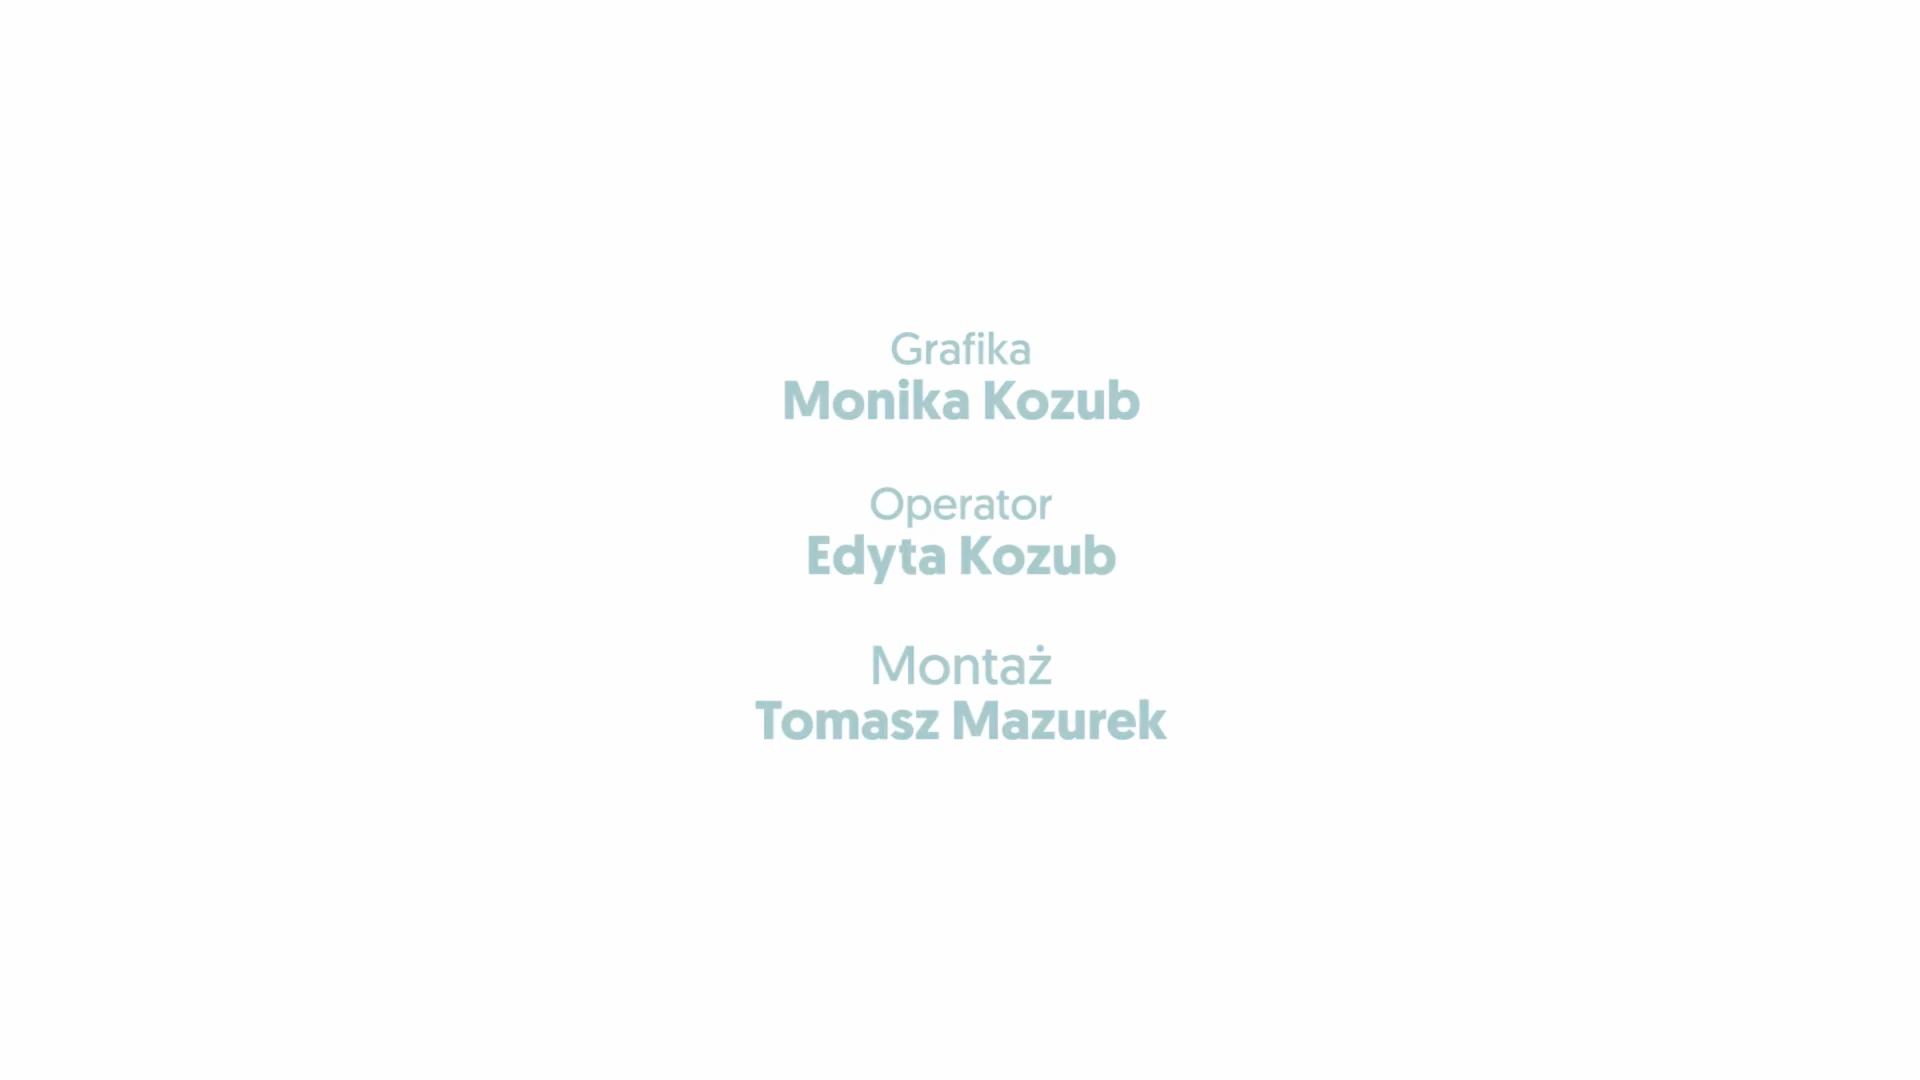 Grafika
Monika Kozub
Operator
Edyta Kozub
Montaż
Tomasz Mazurek